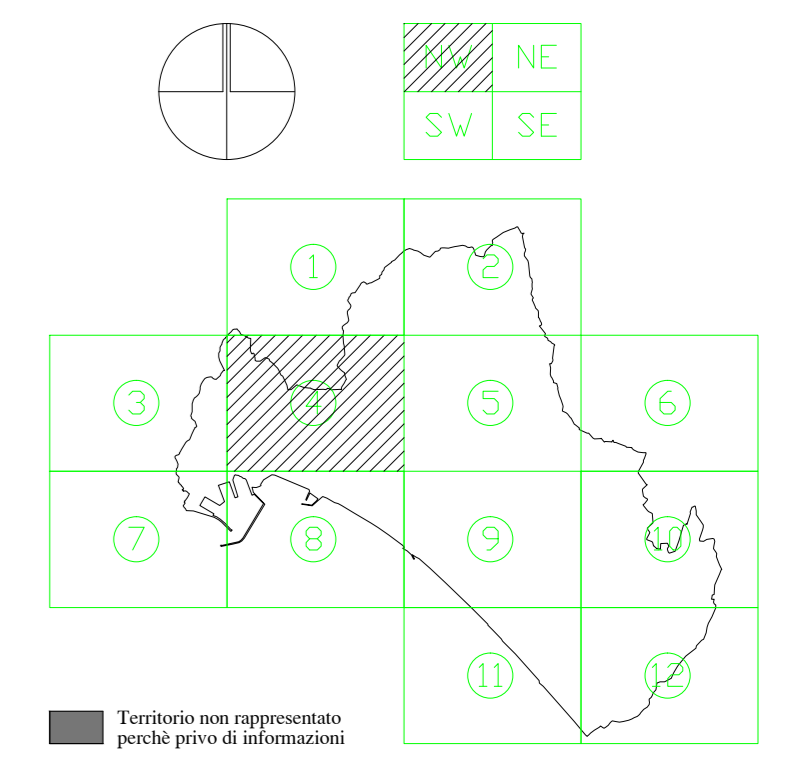 NW NE
SW SE
1 2
3 4 5 6
7 8 9 10
11 12
Territorio non rappresentato
perchè privo di informazioni